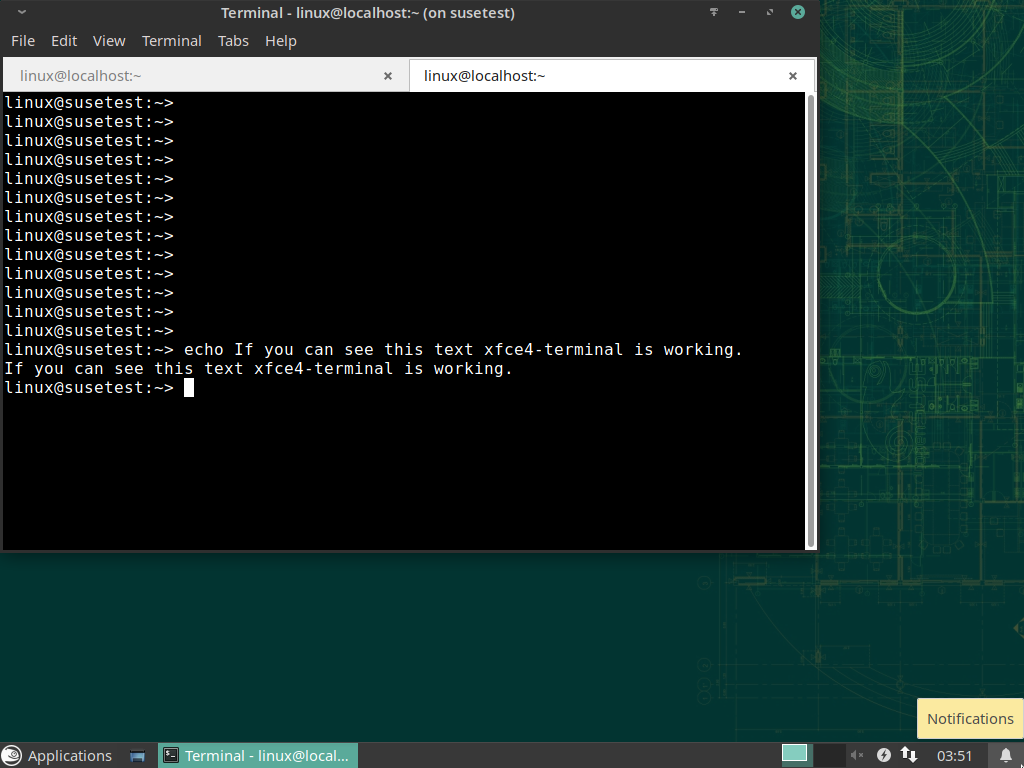 Terminal - linux@localhost:~ (on susetest)
File Edit View Terminal Tabs Help
linux@localhost:~ linux@localhost:~
linux@susetest:~>
linux@susetest:~>
linux@susetest:~>
linux@susetest:~>
linux@susetest:~>
linux@susetest:~>
linux@susetest:~>
linux@susetest:~>
linux@susetest:~>
linux@susetest:~>
linux@susetest:~>
linux@susetest:~>
linux@susetest:~>
linux@susetest:~> echo If you can see this text xfce4-terminal is working.
If you can see this text xfce4-terminal is working.
linux@susetest:~>
Notifications
Applications Terminal - linux@local... 03:51